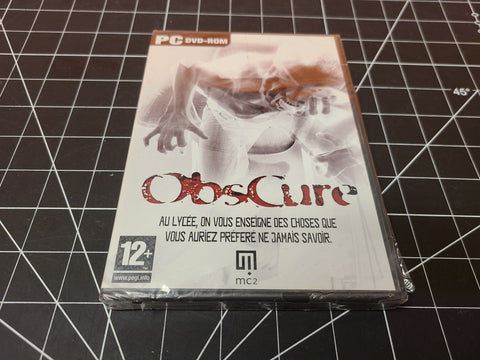 PC DVD-ROM
ObsCure
AU LYCÉE, ON VOUS ENSEIGNE DES CHOSES QUE
VOUS AURIEZ PRÉFÉRÉ NE JAMAIS SAVOIR.
12+
www.pegi.info
mc2
45°